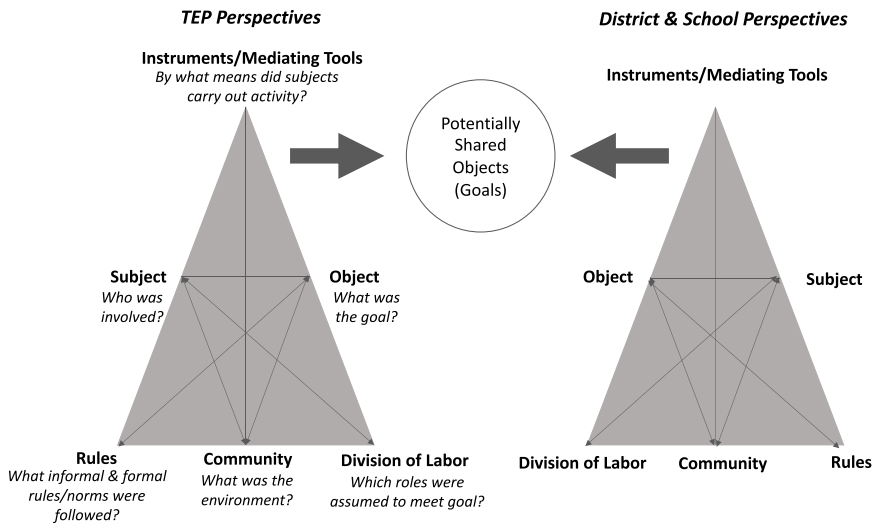 TEP Perspectives
District & School Perspectives
Instruments/Mediating Tools
By what means did subjects
carry out activity?
Instruments/Mediating Tools
Potentially
Shared
Objects
(Goals)
Subject
Who was
involved?
Object
What was
the goal?
Object
Subject
Rules
What informal & formal
rules/norms were
followed?
Community
What was the
environment?
Division of Labor
Which roles were
assumed to meet goal?
Division of Labor
Community
Rules